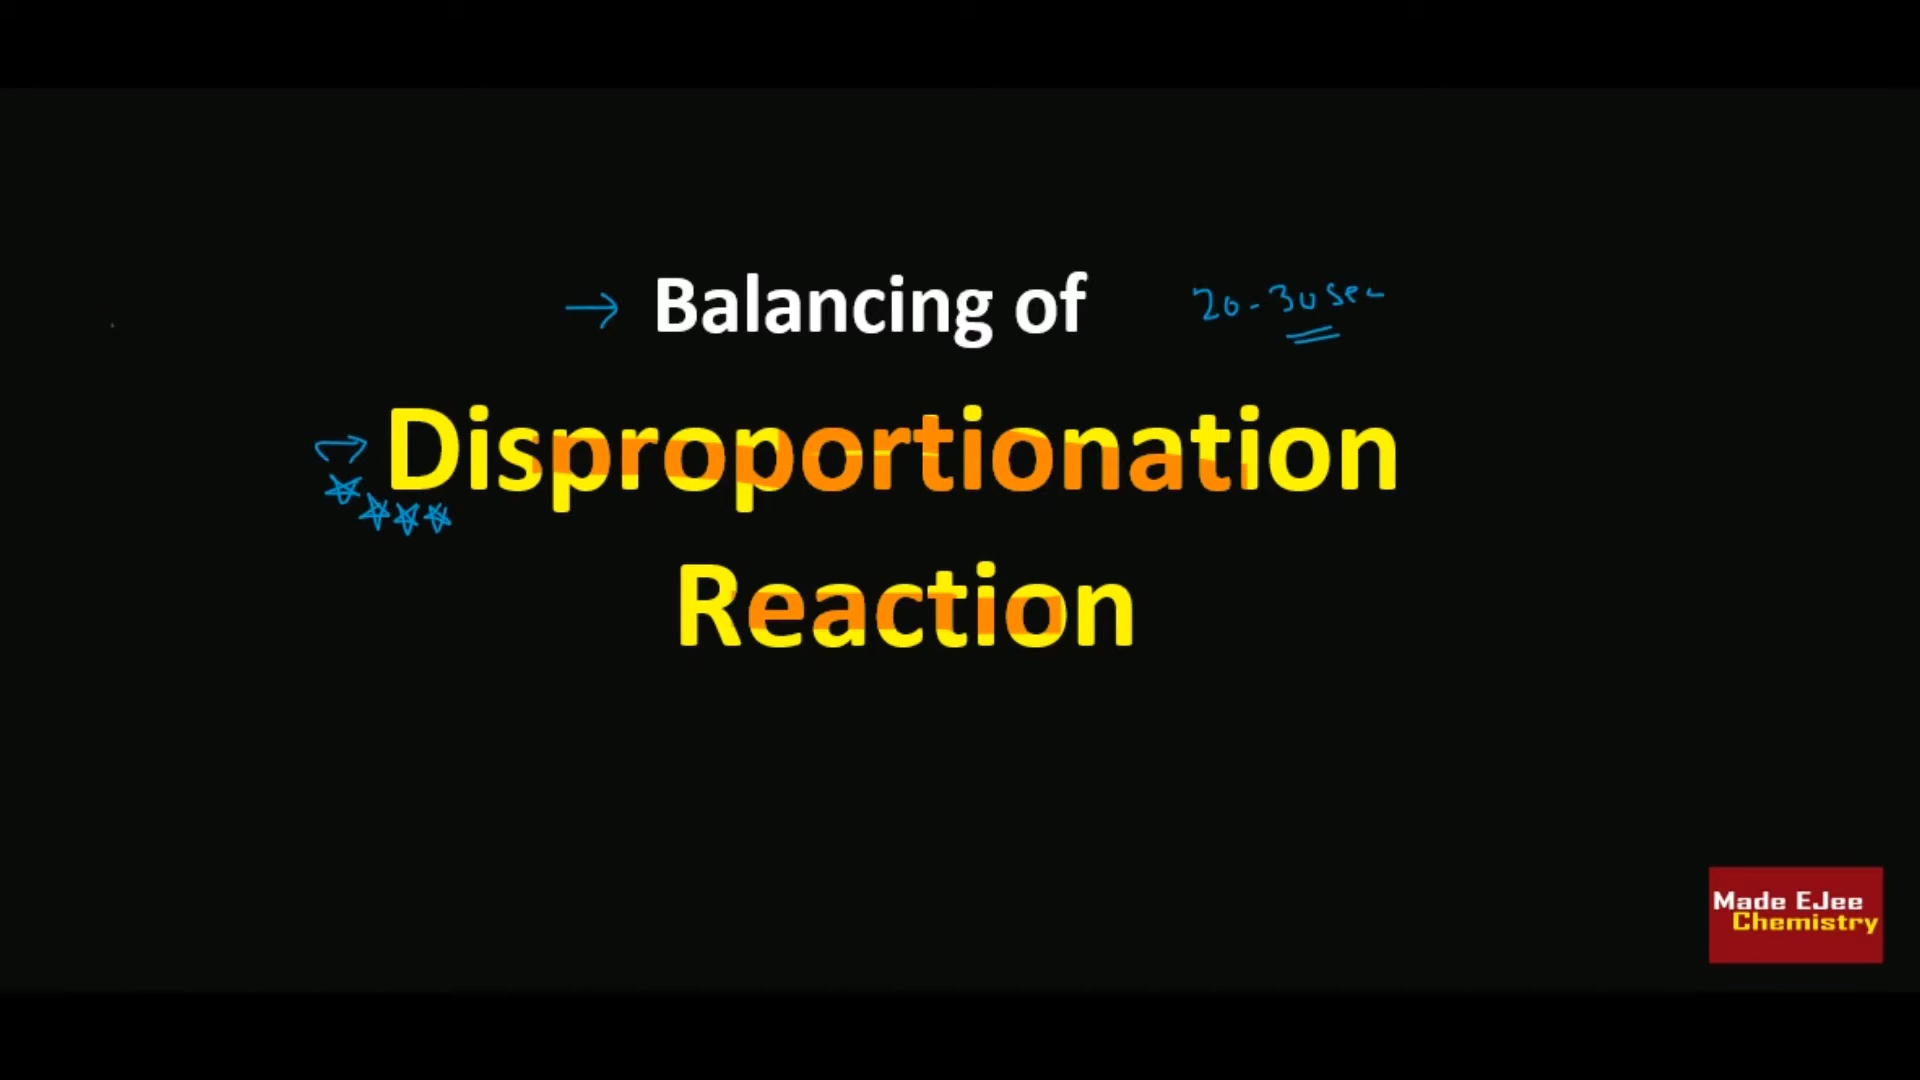 Balancing of
20-30 sec
Disproportionation
Reaction
Made EJee
Chemistry